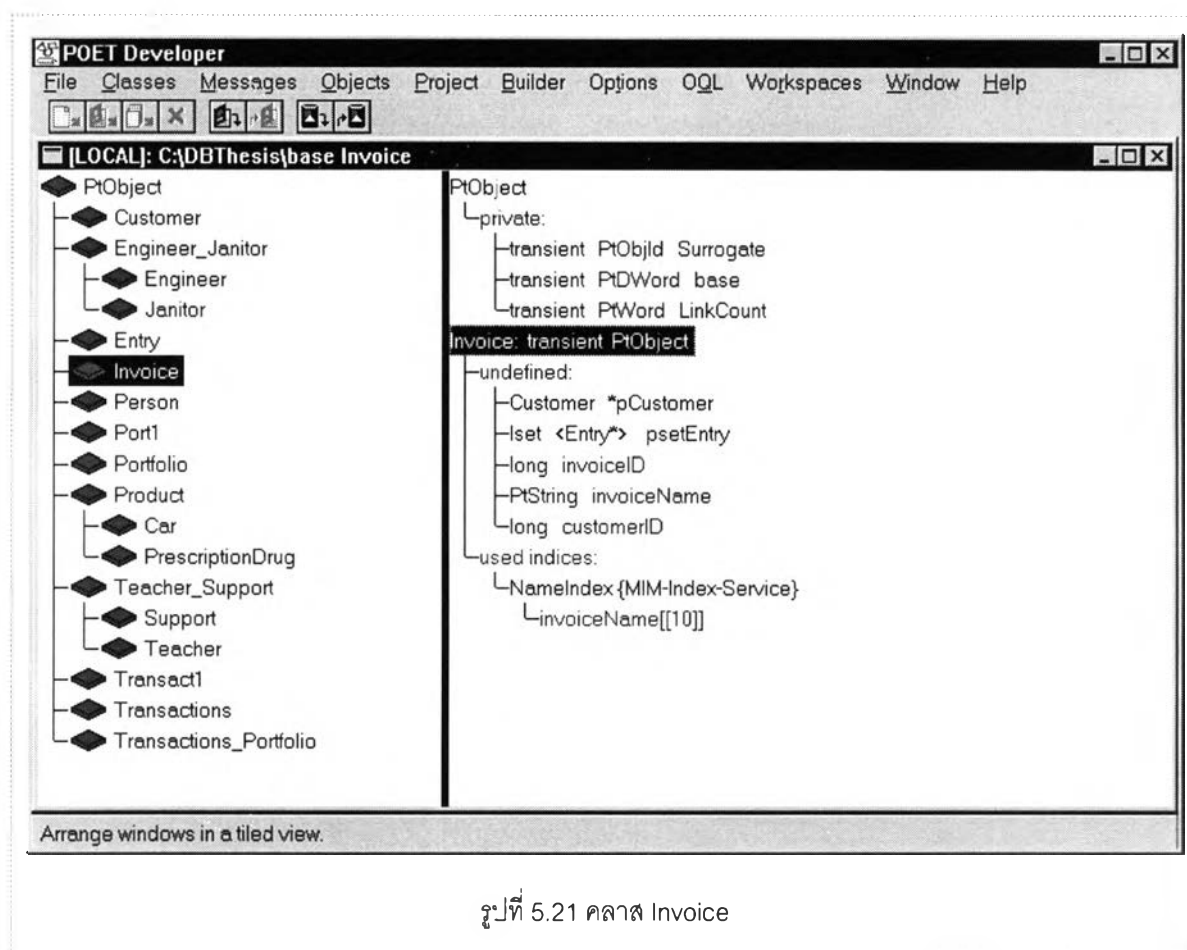 POET Developer
File Classes Messages Objects Project Builder Options OQL Workspaces Window Help
[LOCAL]: C:\DBThesis\base Invoice
PtObject
Customer
Engineer_Janitor
Engineer
Janitor
Entry
Invoice
Person
Port1
Portfolio
Product
Car
PrescriptionDrug
Teacher_Support
Support
Teacher
Transact1
Transactions
Transactions_Portfolio
PtObject
private:
transient PtObjId Surrogate
transient PtDWord base
transient PtWord LinkCount
Invoice: transient PtObject
undefined:
Customer *pCustomer
lset <Entry*> psetEntry
long invoiceID
PtString invoiceName
long customerID
used indices:
NameIndex {MIM-Index-Service}
invoiceName[[10]]
Arrange windows in a tiled view.
รูปที่ 5.21 คลาส Invoice